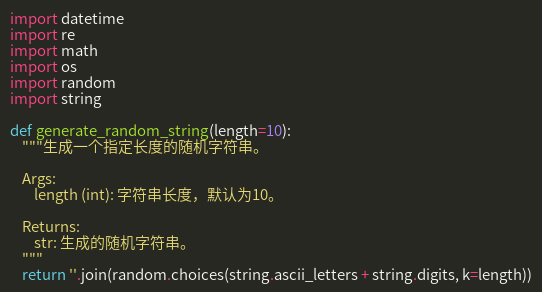 import datetime
import re
import math
import os
import random
import string

def generate_random_string(length=10):
    """生成一个指定长度的随机字符串。

    Args:
        length (int): 字符串长度，默认为10。

    Returns:
        str: 生成的随机字符串。
    """
    return ''.join(random.choices(string.ascii_letters + string.digits, k=length))